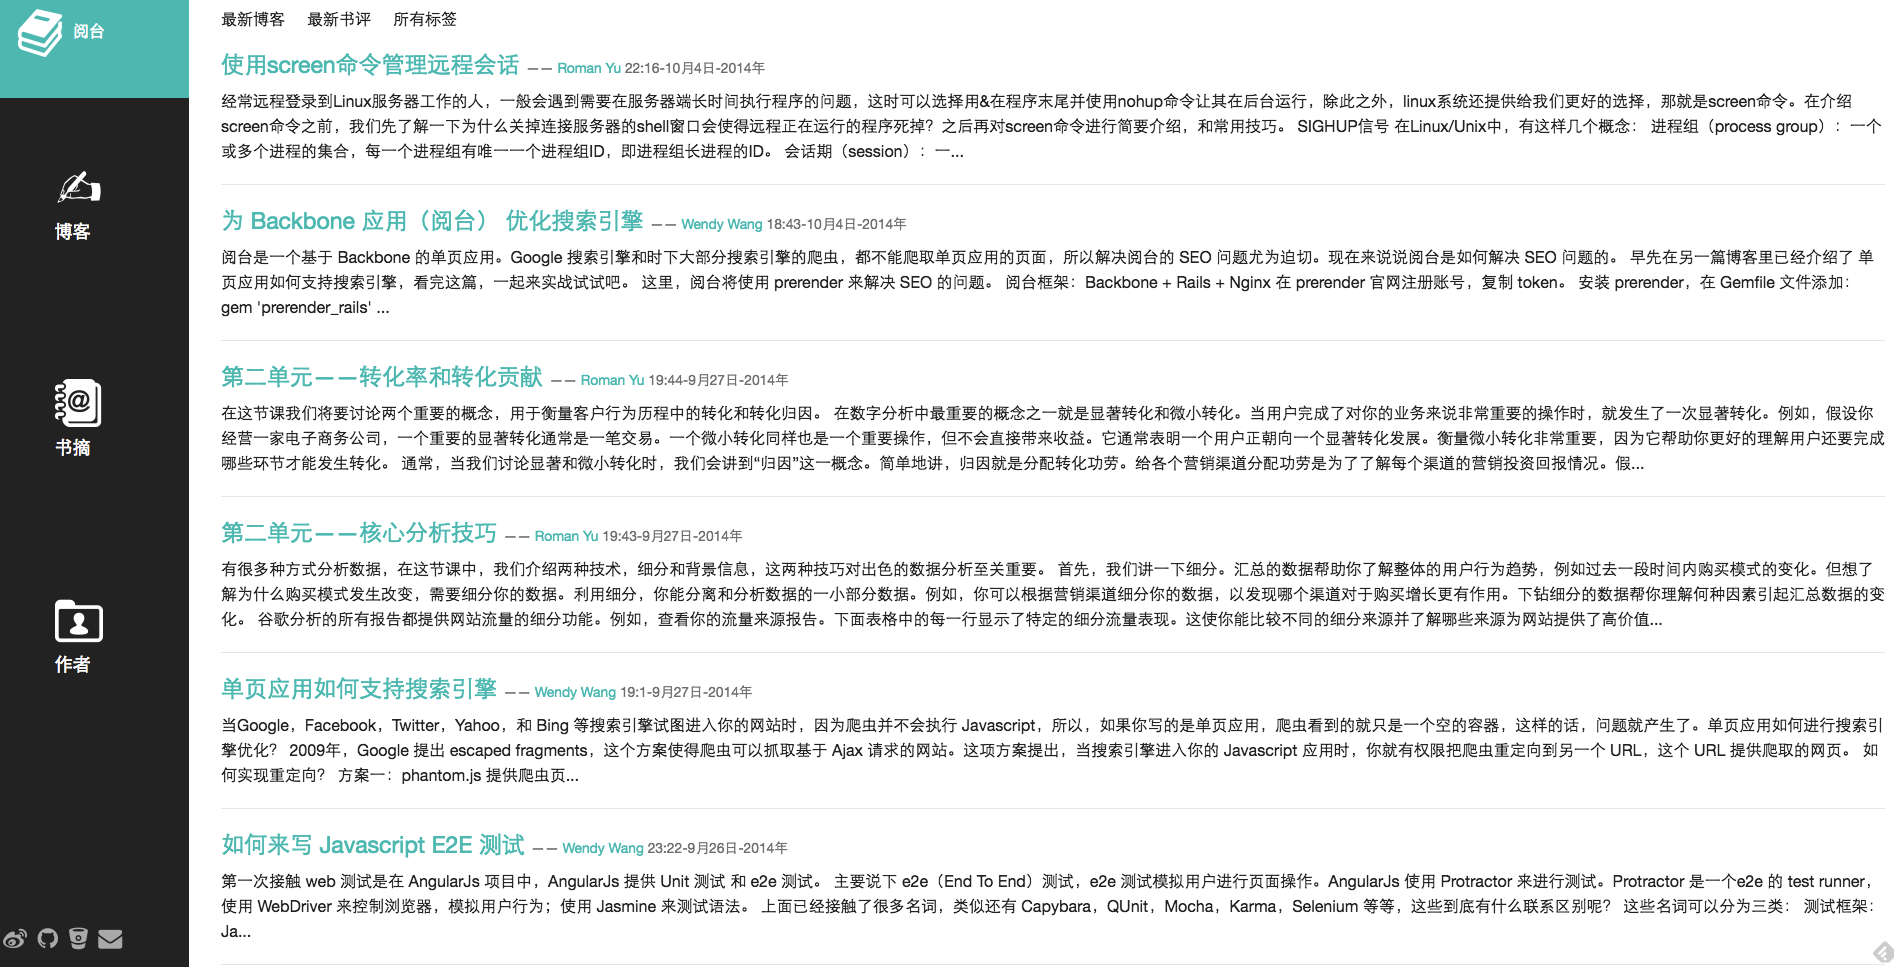 阅台
博客
书摘
作者
最新博客 最新书评 所有标签
使用screen命令管理远程会话 —— Roman Yu 22:16-10月4日-2014年
经常远程登录到Linux服务器工作的人，一般会遇到需要在服务器端长时间执行程序的问题，这时可以选择用&在程序末尾并使用nohup命令让其在后台运行，除此之外，linux系统还提供给我们更好的选择，那就是screen命令。在介绍
screen命令之前，我们先了解一下为什么关掉连接服务器的shell窗口会使得远程正在运行的程序死掉？之后再对screen命令进行简要介绍，和常用技巧。 SIGHUP信号 在Linux/Unix中，有这样几个概念： 进程组（process group）：一个
或多个进程的集合，每一个进程组有唯一一个进程组ID，即进程组长进程的ID。 会话期（session）：一...
为 Backbone 应用（阅台） 优化搜索引擎 —— Wendy Wang 18:43-10月4日-2014年
阅台是一个基于 Backbone 的单页应用。Google 搜索引擎和时下大部分搜索引擎的爬虫，都不能爬取单页应用的页面，所以解决阅台的 SEO 问题尤为迫切。现在来说说阅台是如何解决 SEO 问题的。 早先在另一篇博客里已经介绍了 单
页应用如何支持搜索引擎，看完这篇，一起来实战试试吧。 这里，阅台将使用 prerender 来解决 SEO 的问题。 阅台框架：Backbone + Rails + Nginx 在 prerender 官网注册账号，复制 token。 安装 prerender，在 Gemfile 文件添加：
gem 'prerender_rails' ...
第二单元——转化率和转化贡献 —— Roman Yu 19:44-9月27日-2014年
在这节课我们将要讨论两个重要的概念，用于衡量客户行为历程中的转化和转化归因。 在数字分析中最重要的概念之一就是显著转化和微小转化。当用户完成了对你的业务来说非常重要的操作时，就发生了一次显著转化。例如，假设你
经营一家电子商务公司，一个重要的显著转化通常是一笔交易。一个微小转化同样也是一个重要操作，但不会直接带来收益。它通常表明一个用户正朝向一个显著转化发展。衡量微小转化非常重要，因为它帮助你更好的理解用户还要完成
哪些环节才能发生转化。 通常，当我们讨论显著和微小转化时，我们会讲到“归因”这一概念。简单地讲，归因就是分配转化功劳。给各个营销渠道分配功劳是为了了解每个渠道的营销投资回报情况。假...
第二单元——核心分析技巧 —— Roman Yu 19:43-9月27日-2014年
有很多种方式分析数据，在这节课中，我们介绍两种技术，细分和背景信息，这两种技巧对出色的数据分析至关重要。 首先，我们讲一下细分。汇总的数据帮助你了解整体的用户行为趋势，例如过去一段时间内购买模式的变化。但想了
解为什么购买模式发生改变，需要细分你的数据。利用细分，你能分离和分析数据的一小部分数据。例如，你可以根据营销渠道细分你的数据，以发现哪个渠道对于购买增长更有作用。下钻细分的数据帮你理解何种因素引起汇总数据的变
化。 谷歌分析的所有报告都提供网站流量的细分功能。例如，查看你的流量来源报告。下面表格中的每一行显示了特定的细分流量表现。这使你能比较不同的细分来源并了解哪些来源为网站提供了高价值...
单页应用如何支持搜索引擎 —— Wendy Wang 19:1-9月27日-2014年
当Google，Facebook，Twitter，Yahoo，和 Bing 等搜索引擎试图进入你的网站时，因为爬虫并不会执行 Javascript，所以，如果你写的是单页应用，爬虫看到的就只是一个空的容器，这样的话，问题就产生了。单页应用如何进行搜索引
擎优化？ 2009年，Google 提出 escaped fragments，这个方案使得爬虫可以抓取基于 Ajax 请求的网站。这项方案提出，当搜索引擎进入你的 Javascript 应用时，你就有权限把爬虫重定向到另一个 URL，这个 URL 提供爬取的网页。 如
何实现重定向？ 方案一：phantom.js 提供爬虫页...
如何来写 Javascript E2E 测试 —— Wendy Wang 23:22-9月26日-2014年
第一次接触 web 测试是在 AngularJs 项目中，AngularJs 提供 Unit 测试 和 e2e 测试。 主要说下 e2e（End To End）测试，e2e 测试模拟用户进行页面操作。AngularJs 使用 Protractor 来进行测试。Protractor 是一个e2e 的 test runner，
使用 WebDriver 来控制浏览器，模拟用户行为；使用 Jasmine 来测试语法。 上面已经接触了很多名词，类似还有 Capybara，QUnit，Mocha，Karma，Selenium 等等，这些到底有什么联系区别呢？ 这些名词可以分为三类： 测试框架：
Ja...